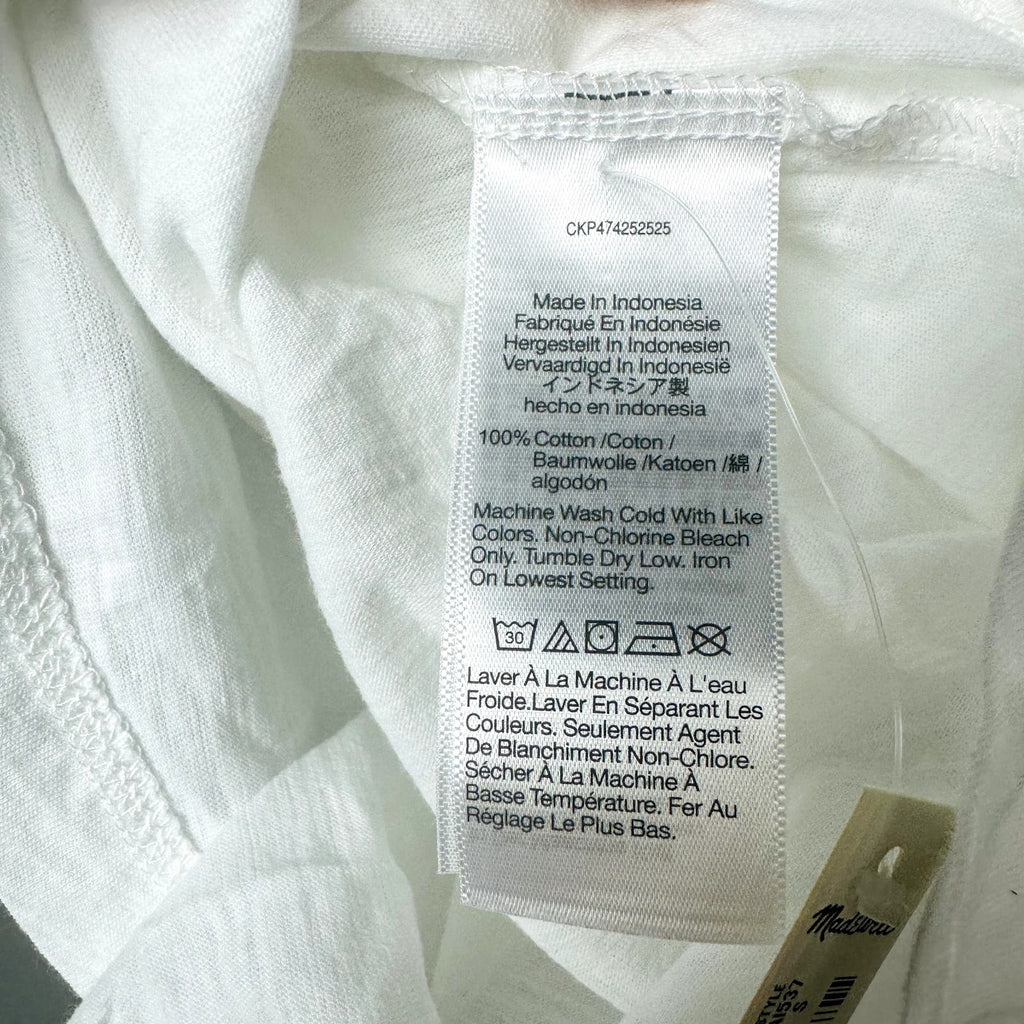 CKP474252525
Made In Indonesia
Fabriqué En Indonésie
Hergestellt In Indonesien
Vervaardigd In Indonesië
インドネシア製
hecho en indonesia
100% Cotton /Coton /
Baumwolle /Katoen /綿 /
algodón
Machine Wash Cold With Like
Colors. Non-Chlorine Bleach
Only. Tumble Dry Low. Iron
On Lowest Setting.
30
Laver À La Machine À L'eau
Froide.Laver En Séparant Les
Couleurs. Seulement Agent
De Blanchiment Non-Chlore.
Sécher À La Machine À
Basse Température. Fer Au
Réglage Le Plus Bas.
Madewell
STYLE
S